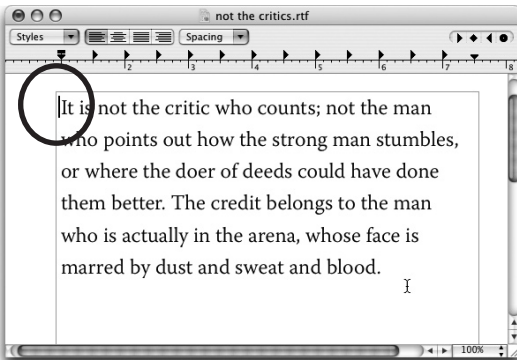 not the critics.rtf
Styles Spacing
2 3 4 5 6 7 8
It is not the critic who counts; not the man
who points out how the strong man stumbles,
or where the doer of deeds could have done
them better. The credit belongs to the man
who is actually in the arena, whose face is
marred by dust and sweat and blood.
100%